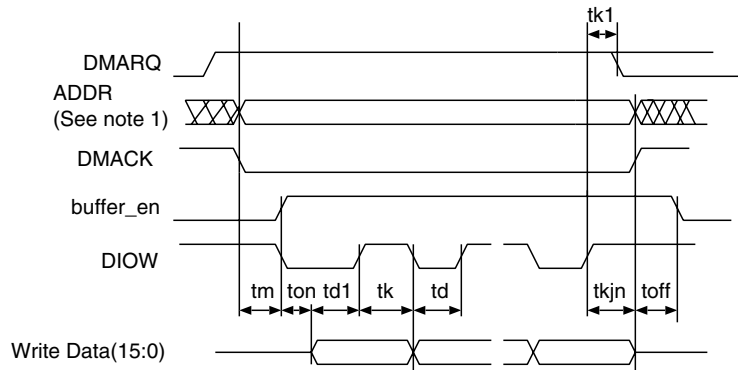 tk1
DMARQ
ADDR
(See note 1)
DMACK
buffer_en
DIOW
tm ton td1 tk td tkjn toff
Write Data(15:0)